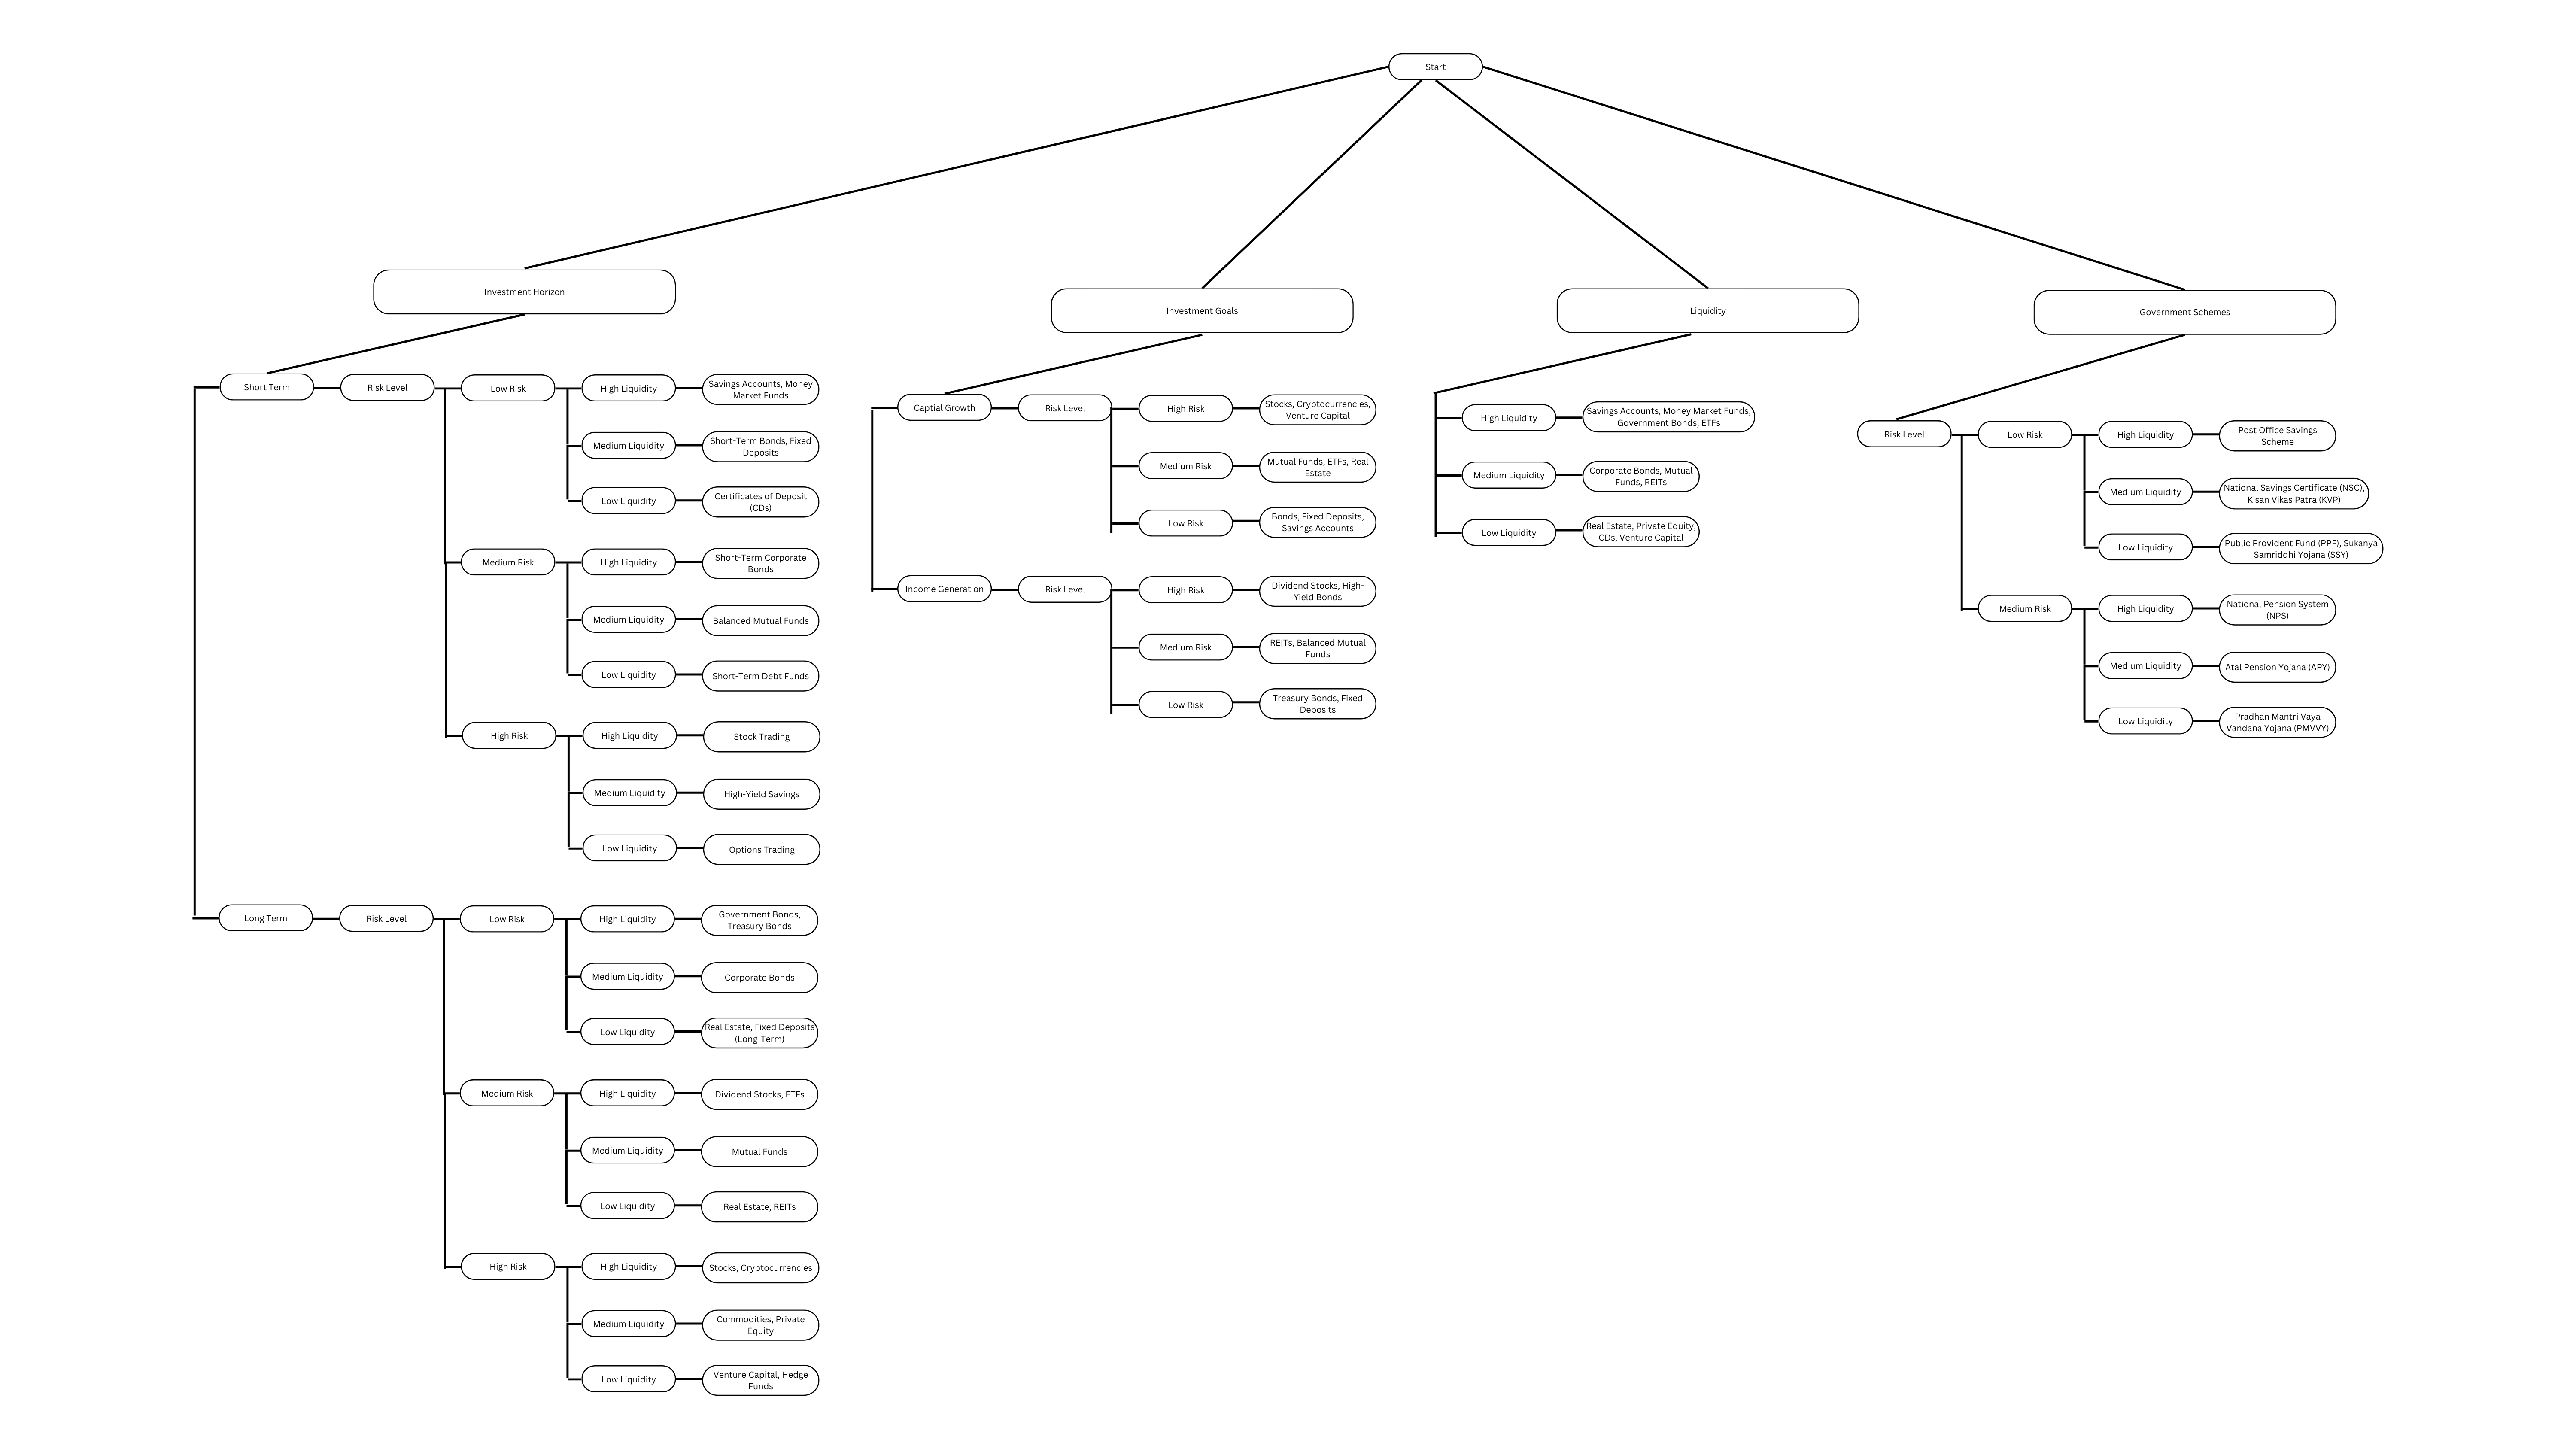 Start
Investment Horizon
Short Term
Risk Level
Low Risk
High Liquidity
Savings Accounts, Money
Market Funds
Medium Liquidity
Short-Term Bonds, Fixed
Deposits
Low Liquidity
Certificates of Deposit
(CDs)
Medium Risk
High Liquidity
Short-Term Corporate
Bonds
Medium Liquidity
Balanced Mutual Funds
Low Liquidity
Short-Term Debt Funds
High Risk
High Liquidity
Stock Trading
Medium Liquidity
High-Yield Savings
Low Liquidity
Options Trading
Long Term
Risk Level
Low Risk
High Liquidity
Government Bonds,
Treasury Bonds
Medium Liquidity
Corporate Bonds
Low Liquidity
Real Estate, Fixed Deposits
(Long-Term)
Medium Risk
High Liquidity
Dividend Stocks, ETFs
Medium Liquidity
Mutual Funds
Low Liquidity
Real Estate, REITs
High Risk
High Liquidity
Stocks, Cryptocurrencies
Medium Liquidity
Commodities, Private
Equity
Low Liquidity
Venture Capital, Hedge
Funds
Investment Goals
Captial Growth
Risk Level
High Risk
Stocks, Cryptocurrencies,
Venture Capital
Medium Risk
Mutual Funds, ETFs, Real
Estate
Low Risk
Bonds, Fixed Deposits,
Savings Accounts
Income Generation
Risk Level
High Risk
Dividend Stocks, High-
Yield Bonds
Medium Risk
REITs, Balanced Mutual
Funds
Low Risk
Treasury Bonds, Fixed
Deposits
Liquidity
High Liquidity
Savings Accounts, Money Market Funds,
Government Bonds, ETFs
Medium Liquidity
Corporate Bonds, Mutual
Funds, REITs
Low Liquidity
Real Estate, Private Equity,
CDs, Venture Capital
Government Schemes
Risk Level
Low Risk
High Liquidity
Post Office Savings
Scheme
Medium Liquidity
National Savings Certificate (NSC),
Kisan Vikas Patra (KVP)
Low Liquidity
Public Provident Fund (PPF), Sukanya
Samriddhi Yojana (SSY)
Medium Risk
High Liquidity
National Pension System
(NPS)
Medium Liquidity
Atal Pension Yojana (APY)
Low Liquidity
Pradhan Mantri Vaya
Vandana Yojana (PMVVY)